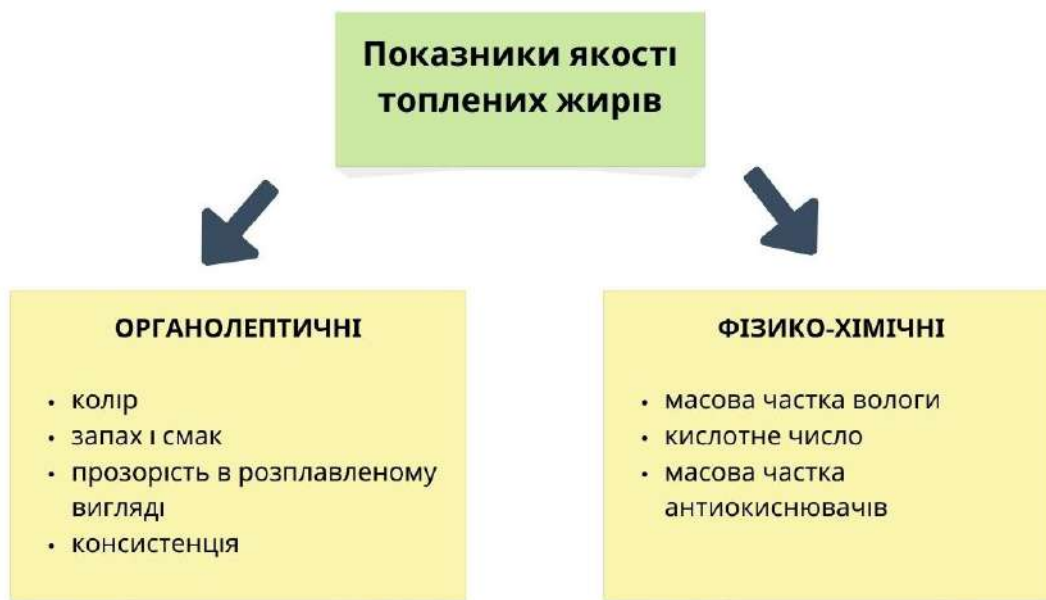 Показники якості
топлених жирів
ОРГАНОЛЕПТИЧНІ
• колір
• запах і смак
• прозорість в розплавленому
вигляді
• консистенція
ФІЗИКО-ХІМІЧНІ
• масова частка вологи
• кислотне число
• масова частка
антиокиснювачів